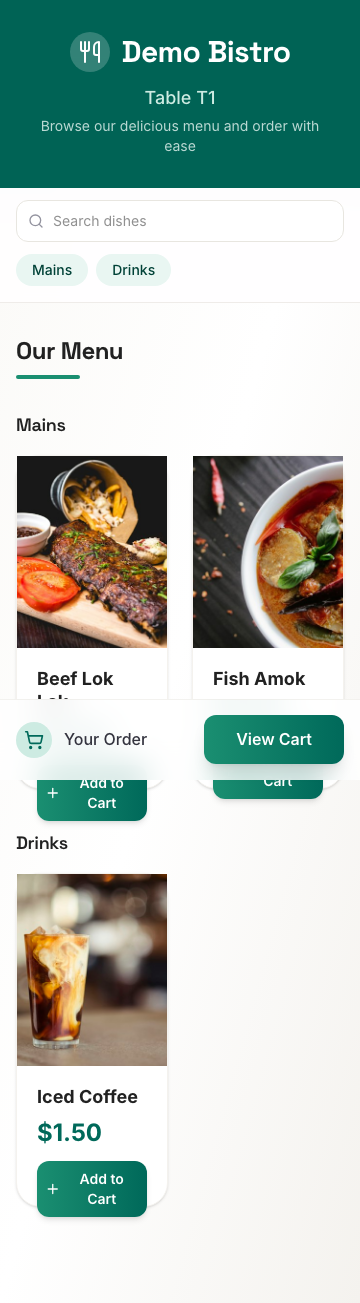 Demo Bistro
Table T1
Browse our delicious menu and order with
ease
Search dishes
Mains
Drinks
Our Menu
Mains
Beef Lok
Fish Amok
Your Order
View Cart
Add to
Cart
Cart
Drinks
Iced Coffee
$1.50
Add to
Cart